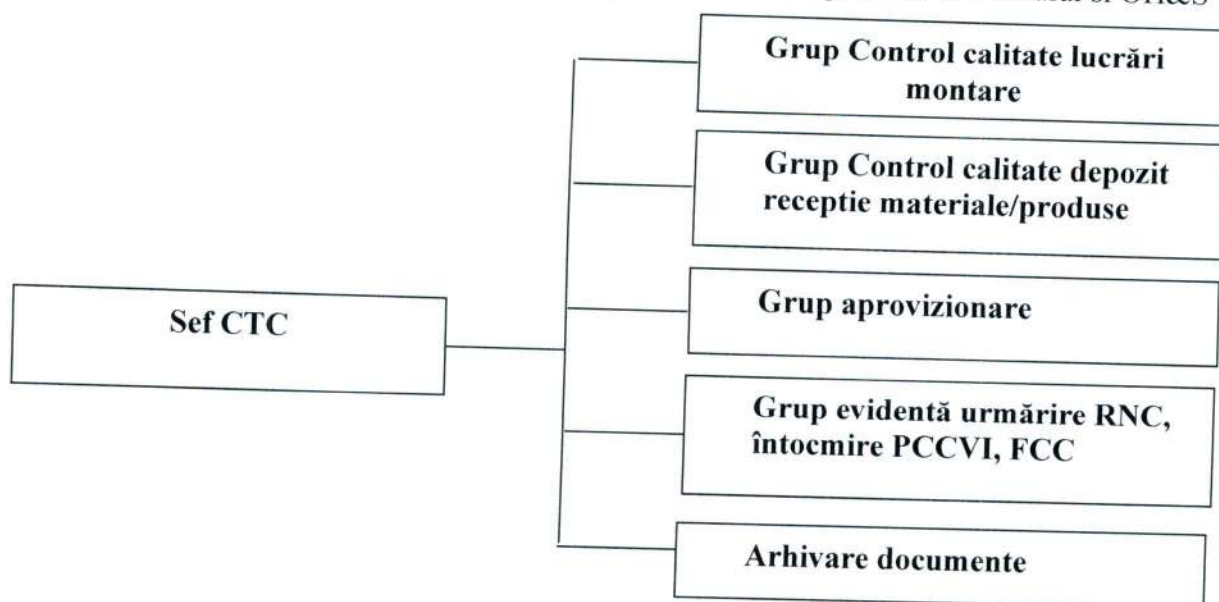 Grup Control calitate lucrări
montare
Grup Control calitate depozit
receptie materiale/produse
Grup aprovizionare
Sef CTC
Grup evidentă urmărire RNC,
întocmire PCCVI, FCC
Arhivare documente